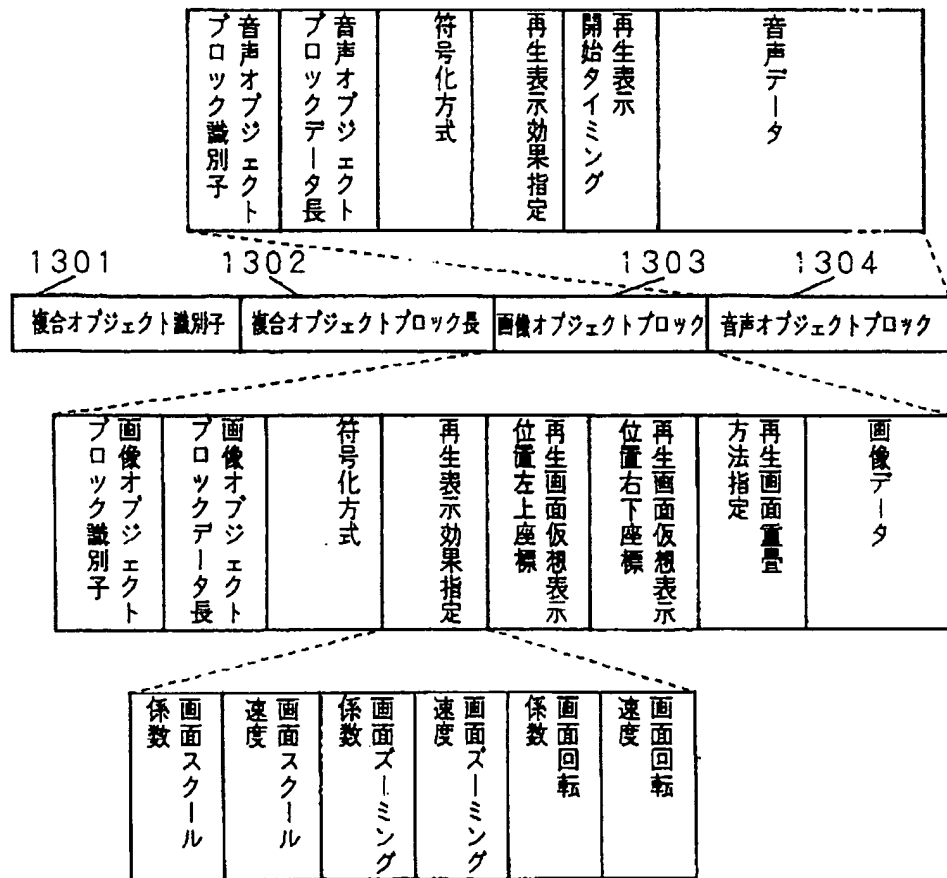 音声オブジェクト
ブロック識別子
音声オブジェクト
ブロックデータ長
符号化方式
再生表示効果指定
再生表示
開始タイミング
音声データ
1301
1302
1303
1304
複合オブジェクト識別子
複合オブジェクトブロック長
画像オブジェクトブロック
音声オブジェクトブロック
画像オブジェクト
ブロック識別子
画像オブジェクト
ブロックデータ長
符号化方式
再生表示効果指定
再生画面仮想表示
位置左上座標
再生画面仮想表示
位置右下座標
再生画面重畳
方法指定
画像データ
画面スクール
係数
画面スクール
速度
画面ズーミング
係数
画面ズーミング
速度
画面回転
係数
画面回転
速度